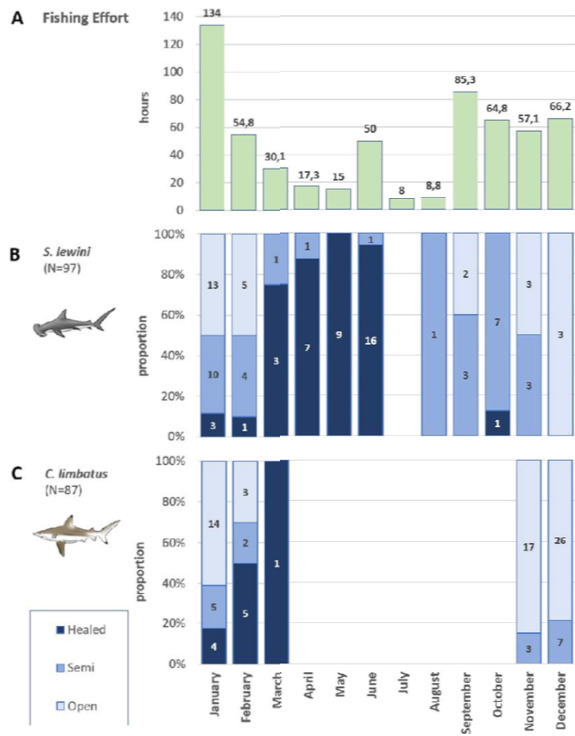 A Fishing Effort
hours
140
120
100
80
60
40
20
0
134
54,8
30,1
17,3
15
50
8
8,8
85,3
64,8
57,1
66,2
B S. lewini
(N=97)
proportion
100%
80%
60%
40%
20%
0%
13 5 1 1 1 2 7 3
10 4 3 7 9 16 1 3 3 3
3 1 1
C C. limbatus
(N=87)
proportion
100%
80%
60%
40%
20%
0%
14 3 1 17 26
5 2
4 5 3 7
Healed
Semi
Open
January
February
March
April
May
June
July
August
September
October
November
December